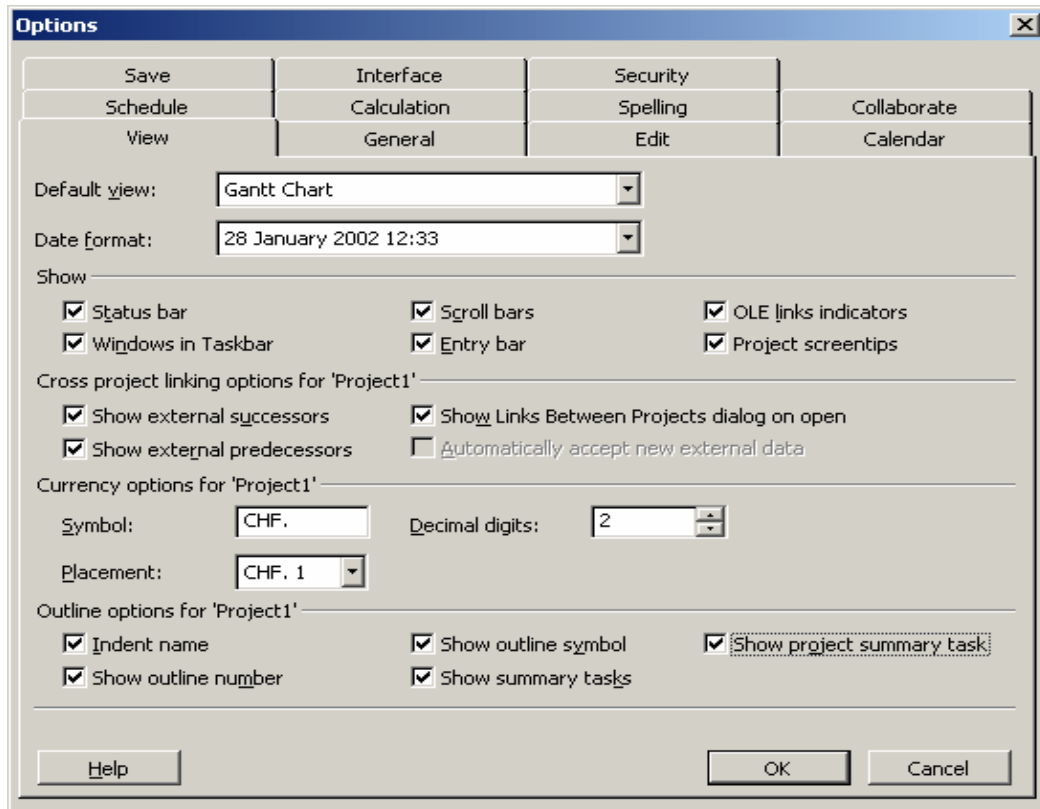 Options
Save Interface Security
Schedule Calculation Spelling Collaborate
View General Edit Calendar
Default view: Gantt Chart
Date format: 28 January 2002 12:33
Show
Status bar Scroll bars OLE links indicators
Windows in Taskbar Entry bar Project screentips
Cross project linking options for 'Project1'
Show external successors Show Links Between Projects dialog on open
Show external predecessors Automatically accept new external data
Currency options for 'Project1'
Symbol: CHF. Decimal digits: 2
Placement: CHF. 1
Outline options for 'Project1'
Indent name Show outline symbol Show project summary task
Show outline number Show summary tasks
Help OK Cancel